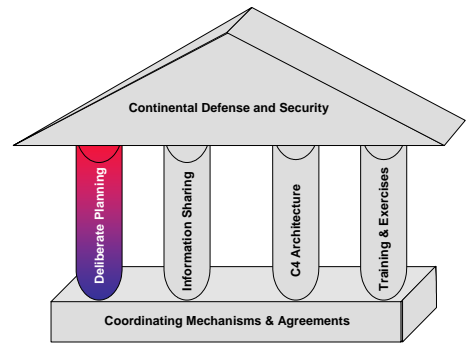 Continental Defense and Security
Deliberate Planning
Information Sharing
C4 Architecture
Training & Exercises
Coordinating Mechanisms & Agreements